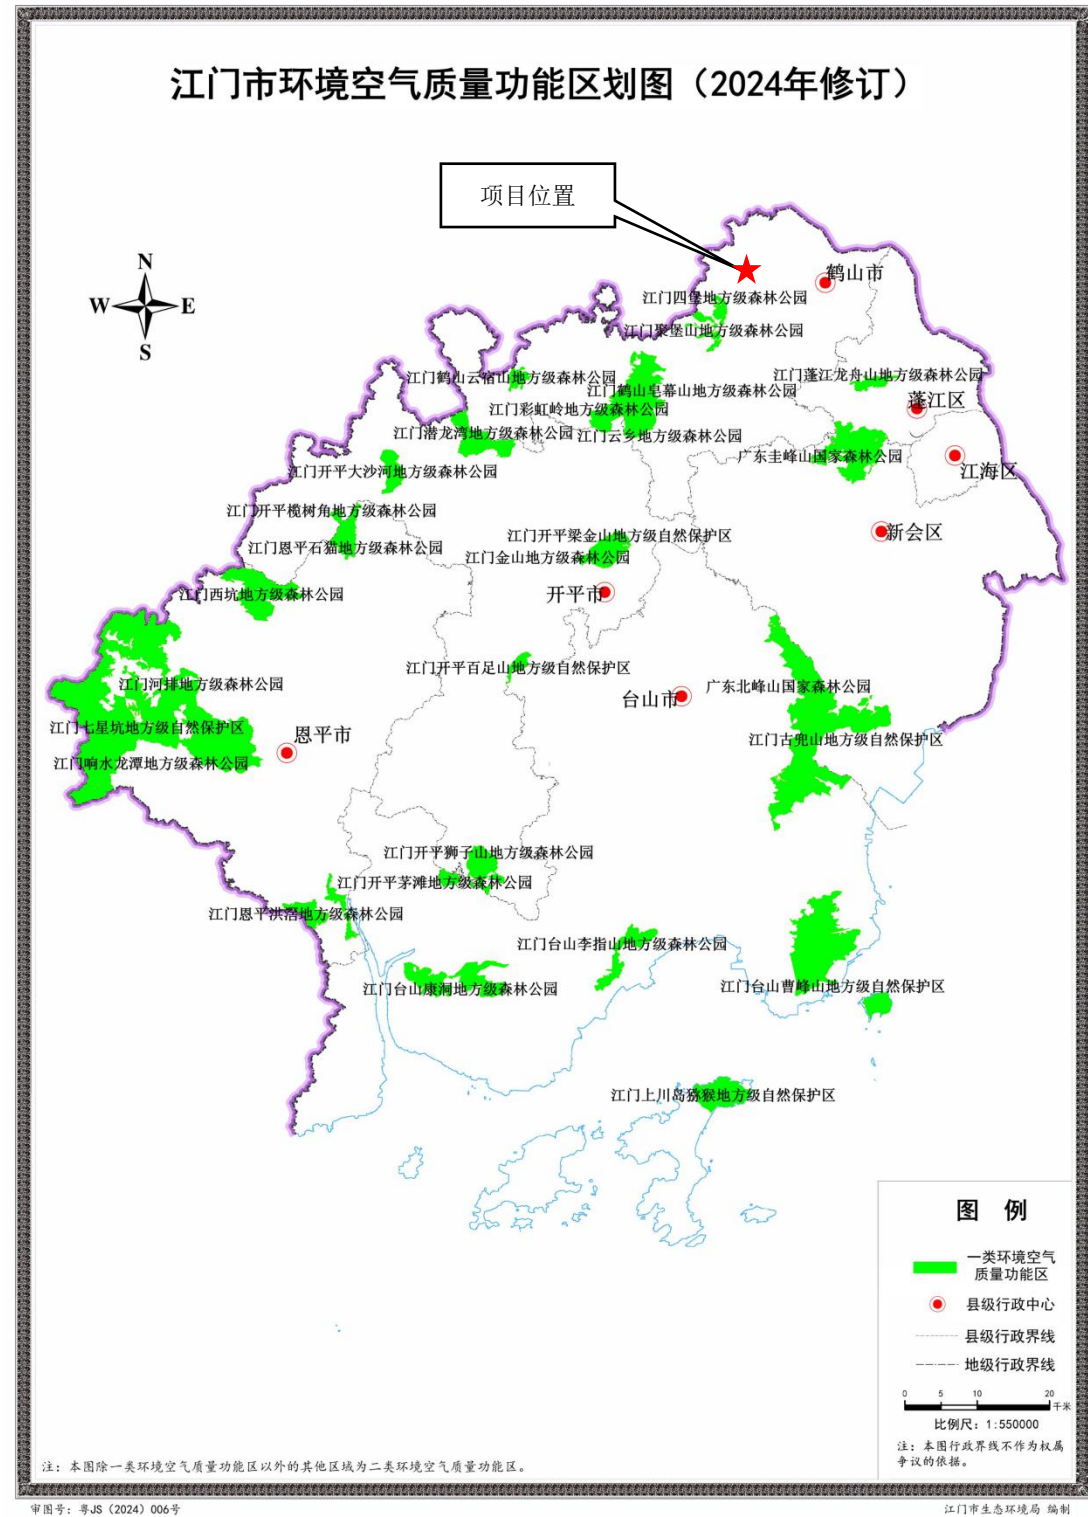 江门市环境空气质量功能区划图（2024年修订）
项目位置
N
W
E
S
鹤山市
江门四堡地方级森林公园
江门聚堡山地方级森林公园
江门鹤山云宿山地方级森林公园
江门蓬江龙舟山地方级森林公园
江门鹤山皂幕山地方级森林公园
蓬江区
江门彩虹岭地方级森林公园
江门潜龙湾地方级森林公园
江门云乡地方级森林公园
广东圭峰山国家森林公园
江海区
江门开平大沙河地方级森林公园
江门开平榄树角地方级森林公园
新会区
江门开平梁金山地方级自然保护区
江门恩平石猫地方级森林公园
江门金山地方级森林公园
江门西坑地方级森林公园
开平市
江门开平百足山地方级自然保护区
江门河排地方级森林公园
台山市
广东北峰山国家森林公园
江门七星坑地方级自然保护区
恩平市
江门古兜山地方级自然保护区
江门响水龙潭地方级森林公园
江门开平狮子山地方级森林公园
江门开平茅滩地方级森林公园
江门恩平洪滘地方级森林公园
江门台山李指山地方级森林公园
江门台山康洞地方级森林公园
江门台山曹峰山地方级自然保护区
江门上川岛猕猴地方级自然保护区
图 例
一类环境空气
质量功能区
县级行政中心
县级行政界线
地级行政界线
0 5 10 20
千米
比例尺：1:550000
注：本图行政界线不作为权属
争议的依据。
注：本图除一类环境空气质量功能区以外的其他区域为二类环境空气质量功能区。
审图号：粤JS（2024）006号
江门市生态环境局 编制